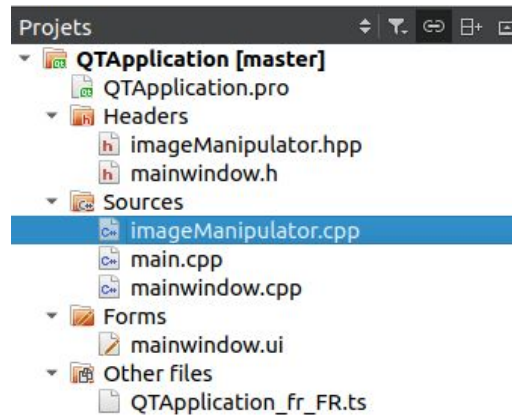 Projets
QTApplication [master]
QTApplication.pro
Headers
imageManipulator.hpp
mainwindow.h
Sources
imageManipulator.cpp
main.cpp
mainwindow.cpp
Forms
mainwindow.ui
Other files
QTApplication_fr_FR.ts